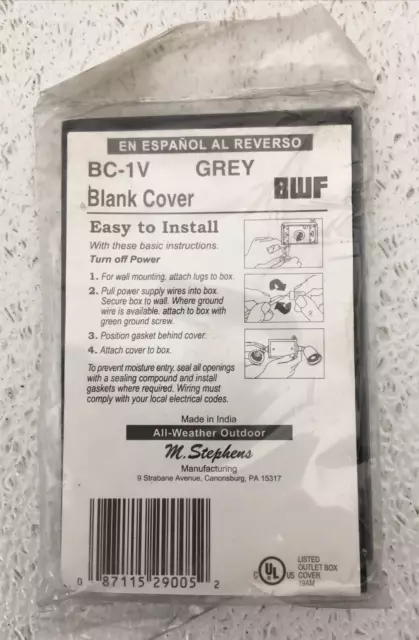 EN ESPAÑOL AL REVERSO
BC-1V GREY
Blank Cover
BWF
Easy to Install
With these basic instructions.
Turn off Power
1. For wall mounting, attach lugs to box.
2. Pull power supply wires into box.
Secure box to wall. Where ground
wire is available, attach to box with
green ground screw.
3. Position gasket behind cover.
4. Attach cover to box.
To prevent moisture entry, seal all openings
with a sealing compound and install
gaskets where required. Wiring must
comply with your local electrical codes.
Made in India
All-Weather Outdoor
M. Stephens
Manufacturing
9 Strabane Avenue, Canonsburg, PA 15317
0 87115 29005 2
C UL US
LISTED
OUTLET BOX
COVER
19AM